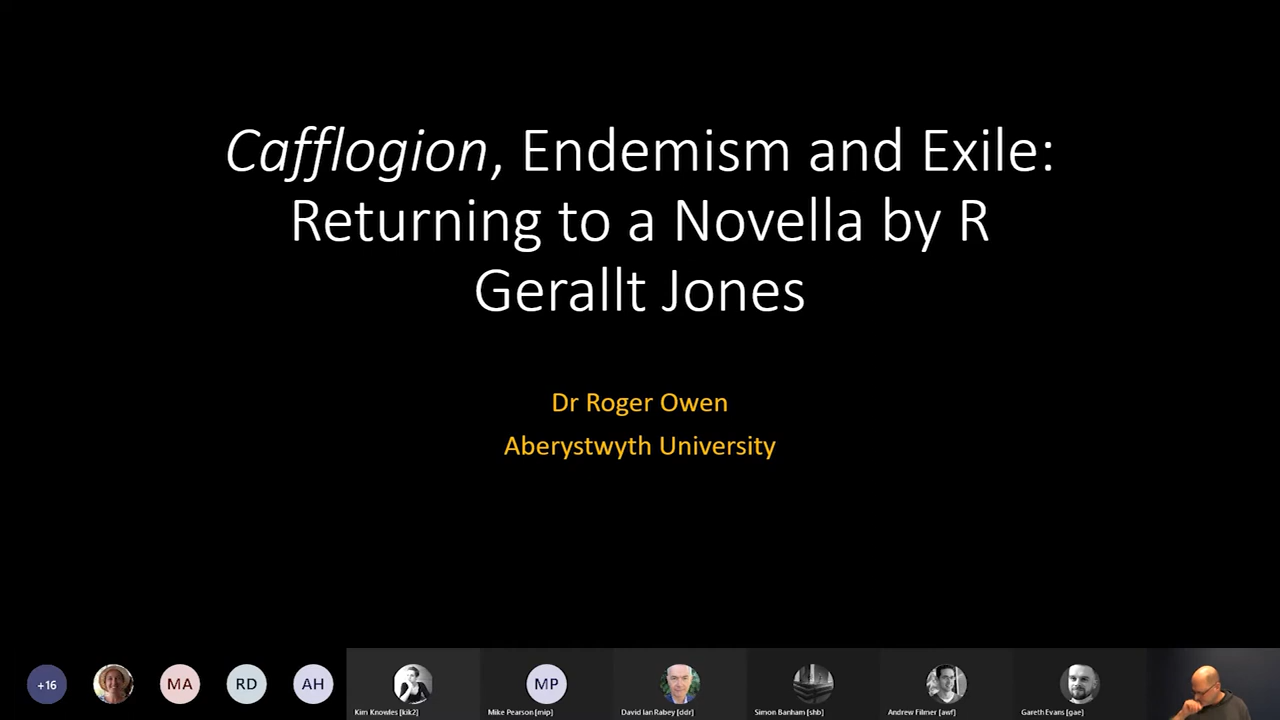 Cafflogion, Endemism and Exile:
Returning to a Novella by R
Gerallt Jones
Dr Roger Owen
Aberystwyth University
+16
MA
RD
AH
Kim Knowles [kik2]
MP
Mike Pearson [mip]
David Ian Rabey [ddr]
Simon Banham [shb]
Andrew Filmer [awf]
Gareth Evans [gae]